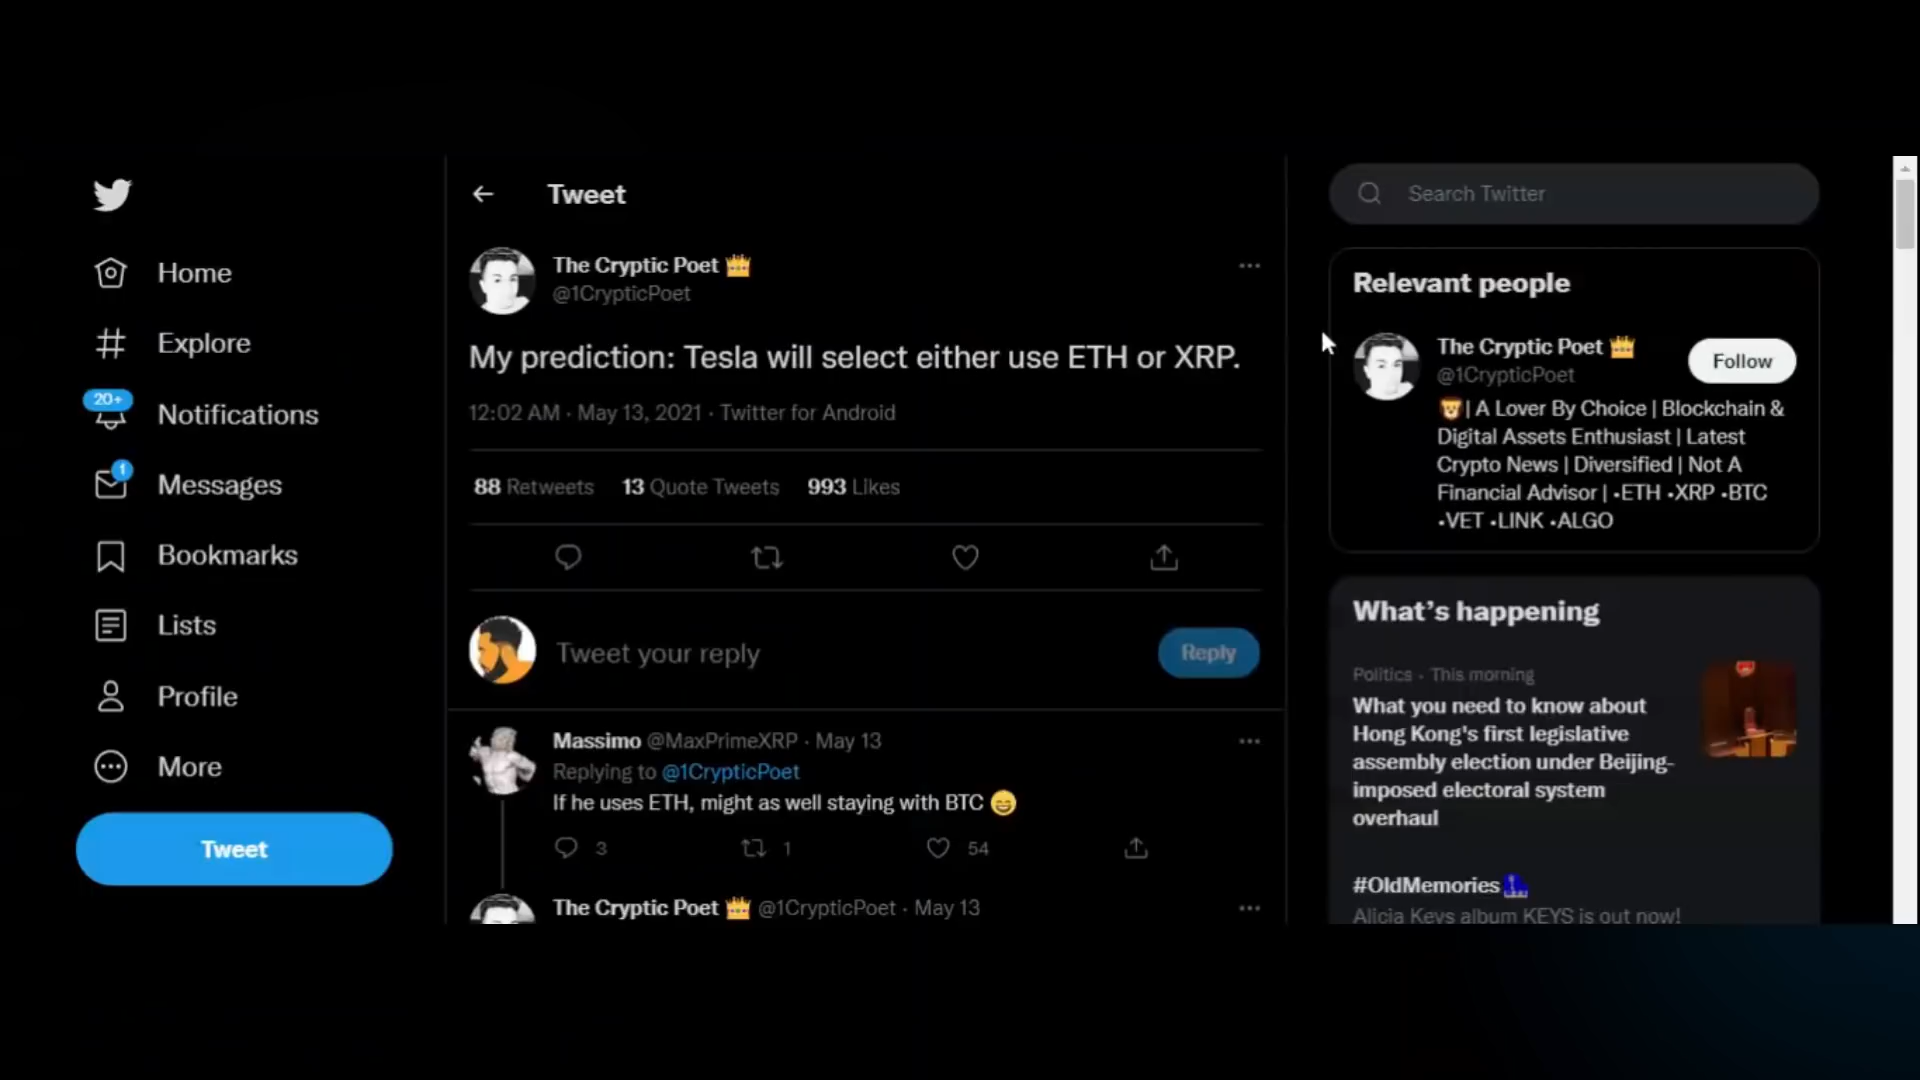 Home
Explore
20+
Notifications
1
Messages
Bookmarks
Lists
Profile
More
Tweet
Tweet
The Cryptic Poet 👑
@1CrypticPoet
My prediction: Tesla will select either use ETH or XRP.
12:02 AM · May 13, 2021 · Twitter for Android
88 Retweets 13 Quote Tweets 993 Likes
Tweet your reply
Reply
Massimo @MaxPrimeXRP · May 13
Replying to @1CrypticPoet
If he uses ETH, might as well staying with BTC 😄
3 1 54
The Cryptic Poet 👑 @1CrypticPoet · May 13
Search Twitter
Relevant people
The Cryptic Poet 👑
@1CrypticPoet
Follow
🦁| A Lover By Choice | Blockchain &
Digital Assets Enthusiast | Latest
Crypto News | Diversified | Not A
Financial Advisor | •ETH •XRP •BTC
•VET •LINK •ALGO
What's happening
Politics · This morning
What you need to know about
Hong Kong's first legislative
assembly election under Beijing-
imposed electoral system
overhaul
#OldMemories
Alicia Keys album KEYS is out now!